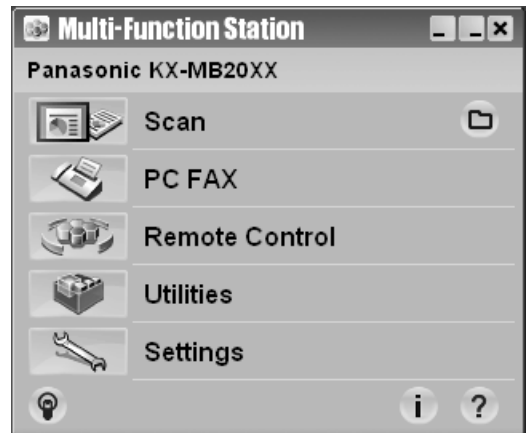 Multi-Function Station
Panasonic KX-MB20XX
Scan
PC FAX
Remote Control
Utilities
Settings
i ?